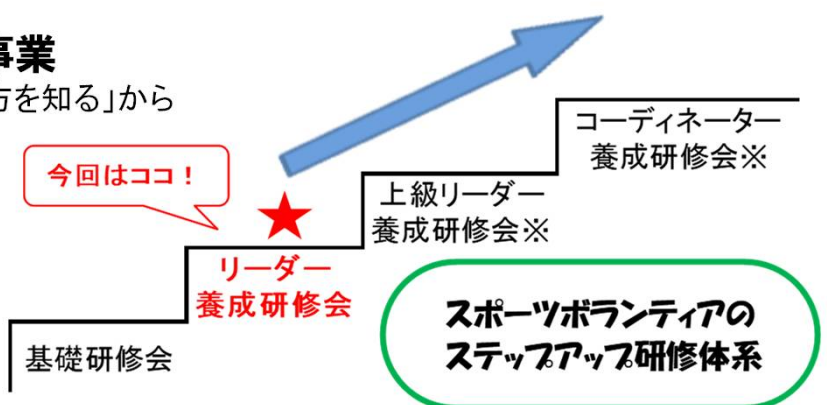 事業
方を知る」から
今回はココ！
コーディネーター
養成研修会※
上級リーダー
養成研修会※
リーダー
養成研修会
基礎研修会
スポーツボランティアの
ステップアップ研修体系